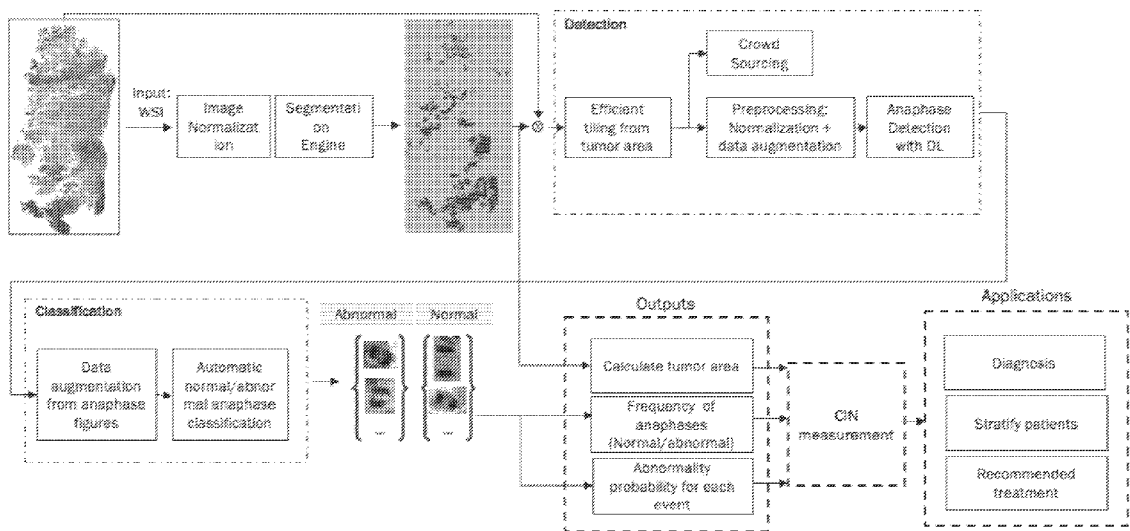 Detection
Crowd
Sourcing
Input:
WSI
Image
Normalizat
ion
Segmentati
on
Engine
Efficient
tiling from
tumor area
Preprocessing:
Normalization +
data augmentation
Anaphase
Detection
with DL
Classification
Abnormal
Normal
Outputs
Applications
Data
augmentation
from anaphase
figures
Automatic
normal/abnor
mal anaphase
classification
...
...
Calculate tumor area
Frequency of
anaphases
(Normal/abnormal)
Abnormality
probability for each
event
CIN
measurement
Diagnosis
Stratify patients
Recommended
treatment